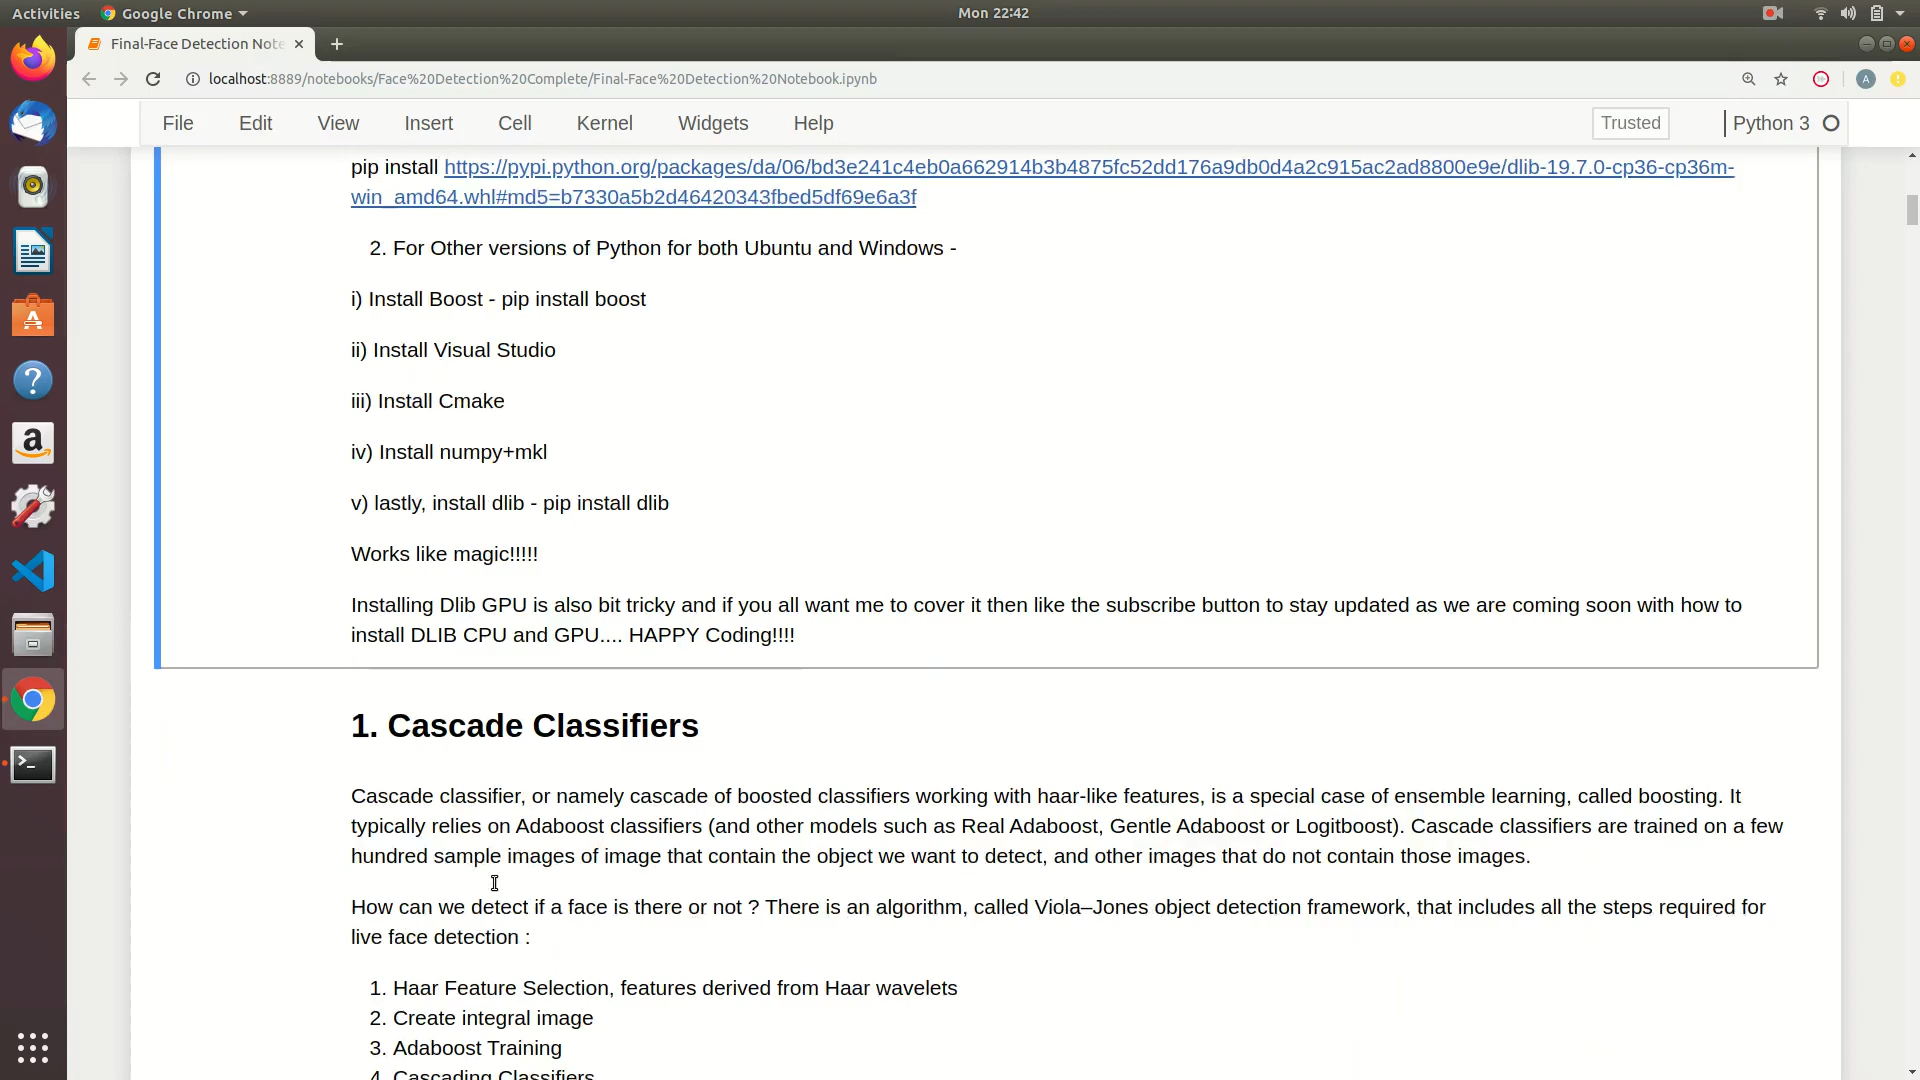 Activities
Google Chrome
Mon 22:42
Final-Face Detection Note
localhost:8889/notebooks/Face%20Detection%20Complete/Final-Face%20Detection%20Notebook.ipynb
A
File Edit View Insert Cell Kernel Widgets Help
Trusted
Python 3
pip install https://pypi.python.org/packages/da/06/bd3e241c4eb0a662914b3b4875fc52dd176a9db0d4a2c915ac2ad8800e9e/dlib-19.7.0-cp36-cp36m-
win_amd64.whl#md5=b7330a5b2d46420343fbed5df69e6a3f
2. For Other versions of Python for both Ubuntu and Windows -
i) Install Boost - pip install boost
ii) Install Visual Studio
iii) Install Cmake
iv) Install numpy+mkl
v) lastly, install dlib - pip install dlib
Works like magic!!!!!
Installing Dlib GPU is also bit tricky and if you all want me to cover it then like the subscribe button to stay updated as we are coming soon with how to
install DLIB CPU and GPU.... HAPPY Coding!!!!
1. Cascade Classifiers
Cascade classifier, or namely cascade of boosted classifiers working with haar-like features, is a special case of ensemble learning, called boosting. It
typically relies on Adaboost classifiers (and other models such as Real Adaboost, Gentle Adaboost or Logitboost). Cascade classifiers are trained on a few
hundred sample images of image that contain the object we want to detect, and other images that do not contain those images.
How can we detect if a face is there or not ? There is an algorithm, called Viola–Jones object detection framework, that includes all the steps required for
live face detection :
1. Haar Feature Selection, features derived from Haar wavelets
2. Create integral image
3. Adaboost Training
4. Cascading Classifiers